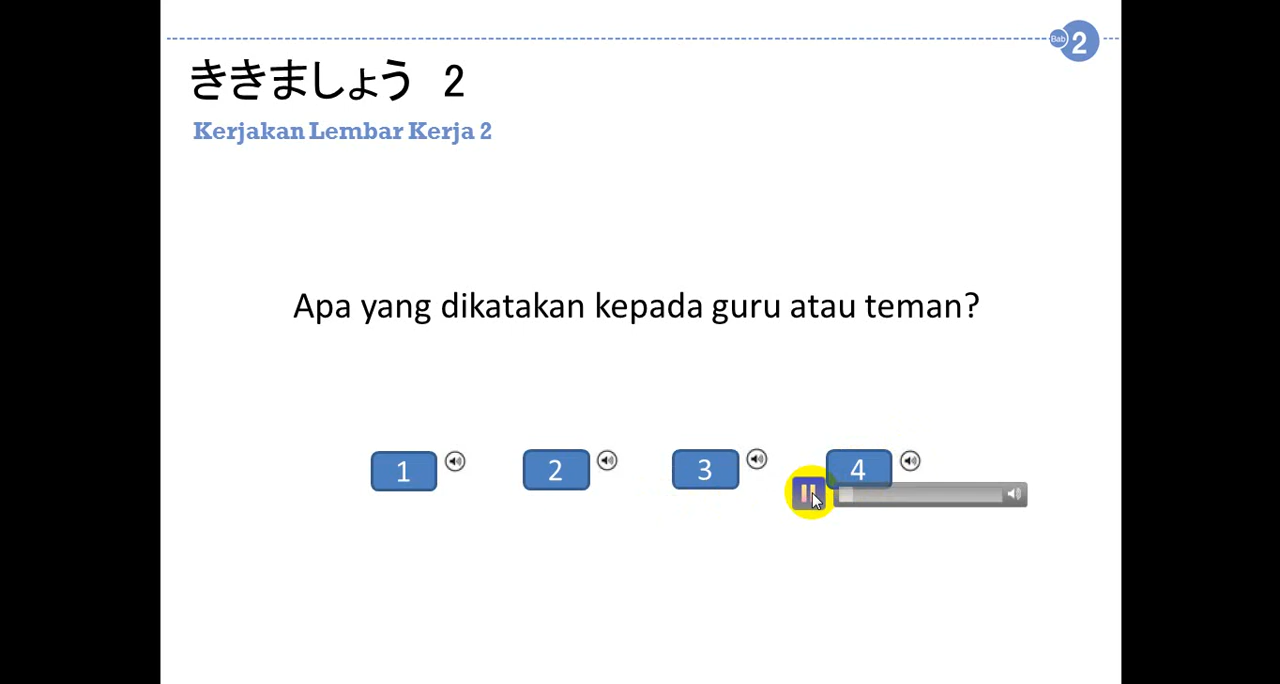 Bab 2
ききましょう 2
Kerjakan Lembar Kerja 2
Apa yang dikatakan kepada guru atau teman?
1 2 3 4